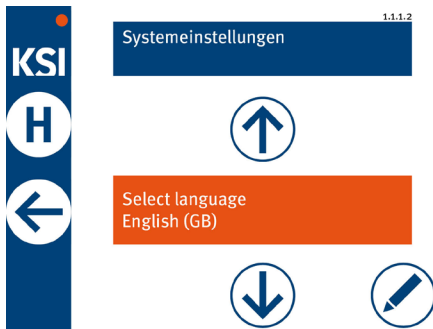 1.1.1.2
Systemeinstellungen
KSI
H
Select language
English (GB)